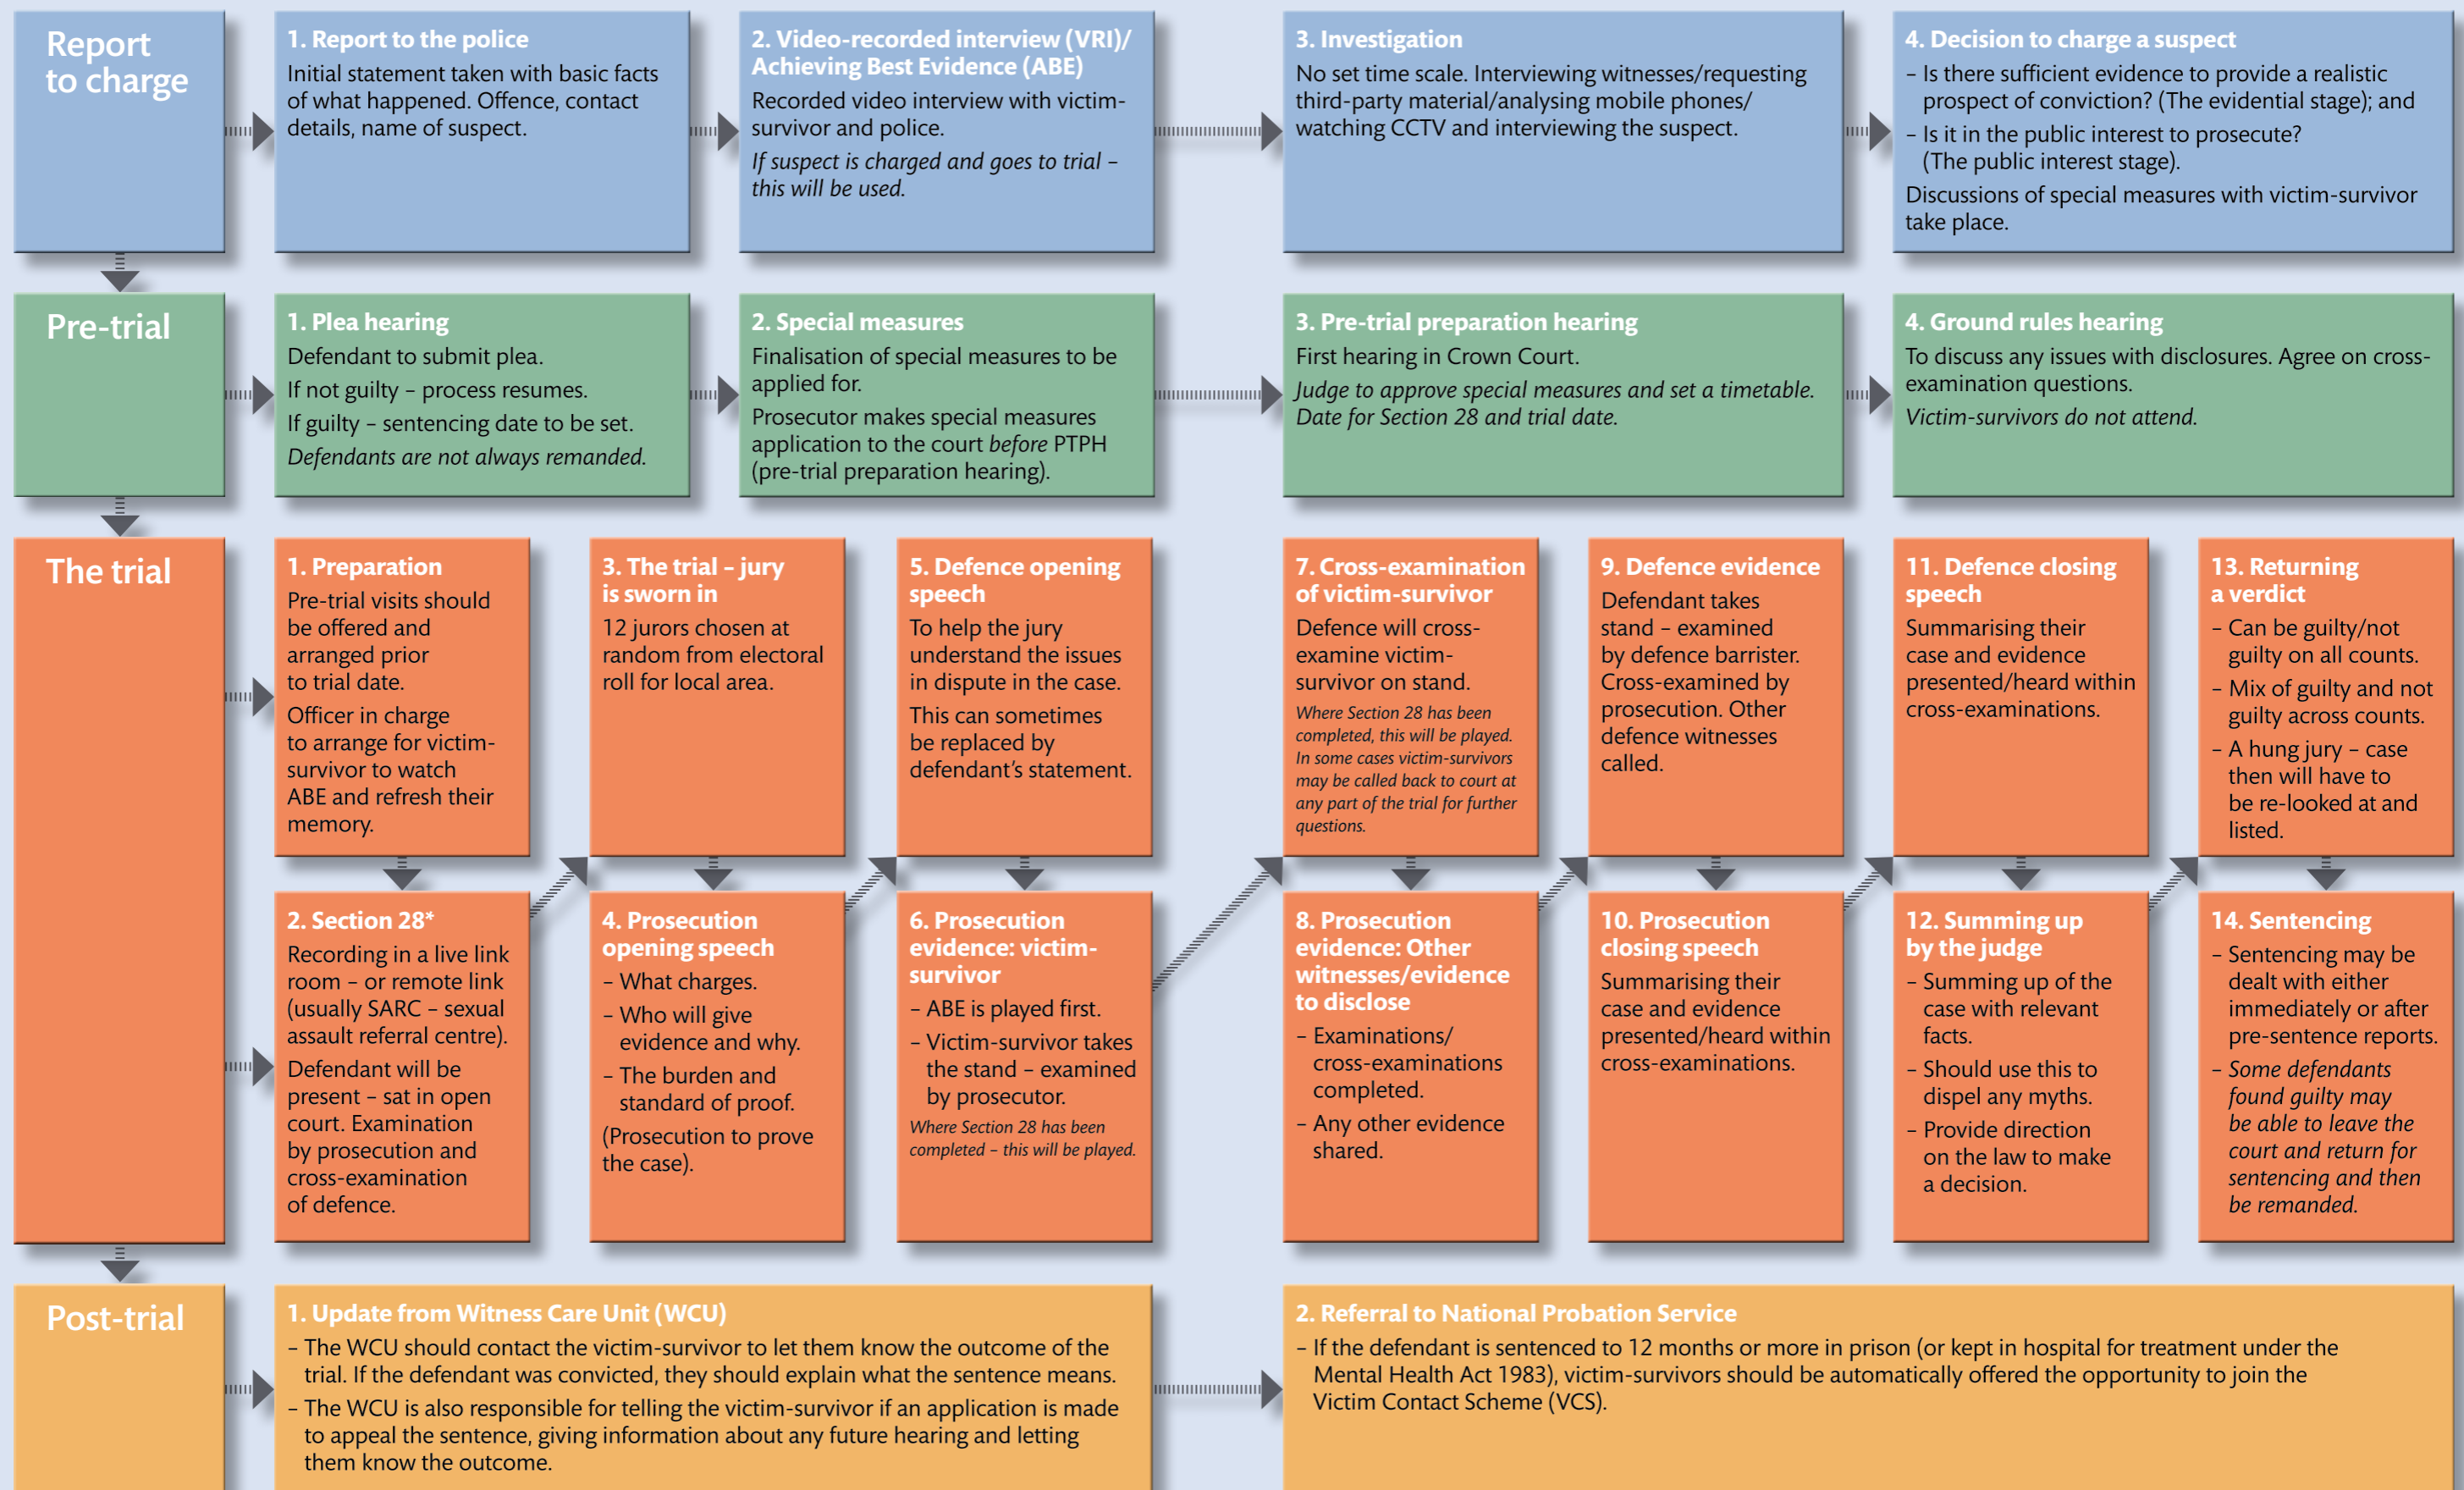 Report
to charge
1. Report to the police
Initial statement taken with basic facts
of what happened. Offence, contact
details, name of suspect.
2. Video-recorded interview (VRI)/
Achieving Best Evidence (ABE)
Recorded video interview with victim-
survivor and police.
If suspect is charged and goes to trial –
this will be used.
3. Investigation
No set time scale. Interviewing witnesses/requesting
third-party material/analysing mobile phones/
watching CCTV and interviewing the suspect.
4. Decision to charge a suspect
– Is there sufficient evidence to provide a realistic
prospect of conviction? (The evidential stage); and
– Is it in the public interest to prosecute?
(The public interest stage).
Discussions of special measures with victim-survivor
take place.
Pre-trial
1. Plea hearing
Defendant to submit plea.
If not guilty – process resumes.
If guilty – sentencing date to be set.
Defendants are not always remanded.
2. Special measures
Finalisation of special measures to be
applied for.
Prosecutor makes special measures
application to the court before PTPH
(pre-trial preparation hearing).
3. Pre-trial preparation hearing
First hearing in Crown Court.
Judge to approve special measures and set a timetable.
Date for Section 28 and trial date.
4. Ground rules hearing
To discuss any issues with disclosures. Agree on cross-
examination questions.
Victim-survivors do not attend.
The trial
1. Preparation
Pre-trial visits should
be offered and
arranged prior
to trial date.
Officer in charge
to arrange for victim-
survivor to watch
ABE and refresh their
memory.
2. Section 28*
Recording in a live link
room – or remote link
(usually SARC – sexual
assault referral centre).
Defendant will be
present – sat in open
court. Examination
by prosecution and
cross-examination
of defence.
3. The trial – jury
is sworn in
12 jurors chosen at
random from electoral
roll for local area.
4. Prosecution
opening speech
– What charges.
– Who will give
evidence and why.
– The burden and
standard of proof.
(Prosecution to prove
the case).
5. Defence opening
speech
To help the jury
understand the issues
in dispute in the case.
This can sometimes
be replaced by
defendant's statement.
6. Prosecution
evidence: victim-
survivor
– ABE is played first.
– Victim-survivor takes
the stand – examined
by prosecutor.
Where Section 28 has been
completed – this will be played.
7. Cross-examination
of victim-survivor
Defence will cross-
examine victim-
survivor on stand.
Where Section 28 has been
completed, this will be played.
In some cases victim-survivors
may be called back to court at
any part of the trial for further
questions.
8. Prosecution
evidence: Other
witnesses/evidence
to disclose
– Examinations/
cross-examinations
completed.
– Any other evidence
shared.
9. Defence evidence
Defendant takes
stand – examined
by defence barrister.
Cross-examined by
prosecution. Other
defence witnesses
called.
10. Prosecution
closing speech
Summarising their
case and evidence
presented/heard within
cross-examinations.
11. Defence closing
speech
Summarising their
case and evidence
presented/heard within
cross-examinations.
12. Summing up
by the judge
– Summing up of the
case with relevant
facts.
– Should use this to
dispel any myths.
– Provide direction
on the law to make
a decision.
13. Returning
a verdict
– Can be guilty/not
guilty on all counts.
– Mix of guilty and not
guilty across counts.
– A hung jury – case
then will have to
be re-looked at and
listed.
14. Sentencing
– Sentencing may be
dealt with either
immediately or after
pre-sentence reports.
– Some defendants
found guilty may
be able to leave the
court and return for
sentencing and then
be remanded.
Post-trial
1. Update from Witness Care Unit (WCU)
– The WCU should contact the victim-survivor to let them know the outcome of the
trial. If the defendant was convicted, they should explain what the sentence means.
– The WCU is also responsible for telling the victim-survivor if an application is made
to appeal the sentence, giving information about any future hearing and letting
them know the outcome.
2. Referral to National Probation Service
– If the defendant is sentenced to 12 months or more in prison (or kept in hospital for treatment under the
Mental Health Act 1983), victim-survivors should be automatically offered the opportunity to join the
Victim Contact Scheme (VCS).